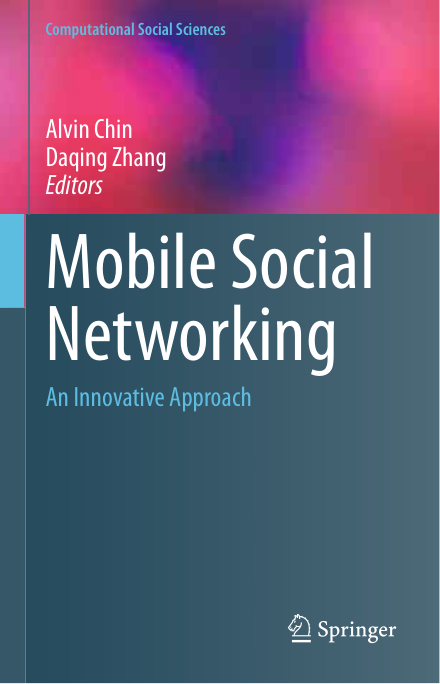 Computational Social Sciences
Alvin Chin
Daqing Zhang
Editors
Mobile Social
Networking
An Innovative Approach
Springer